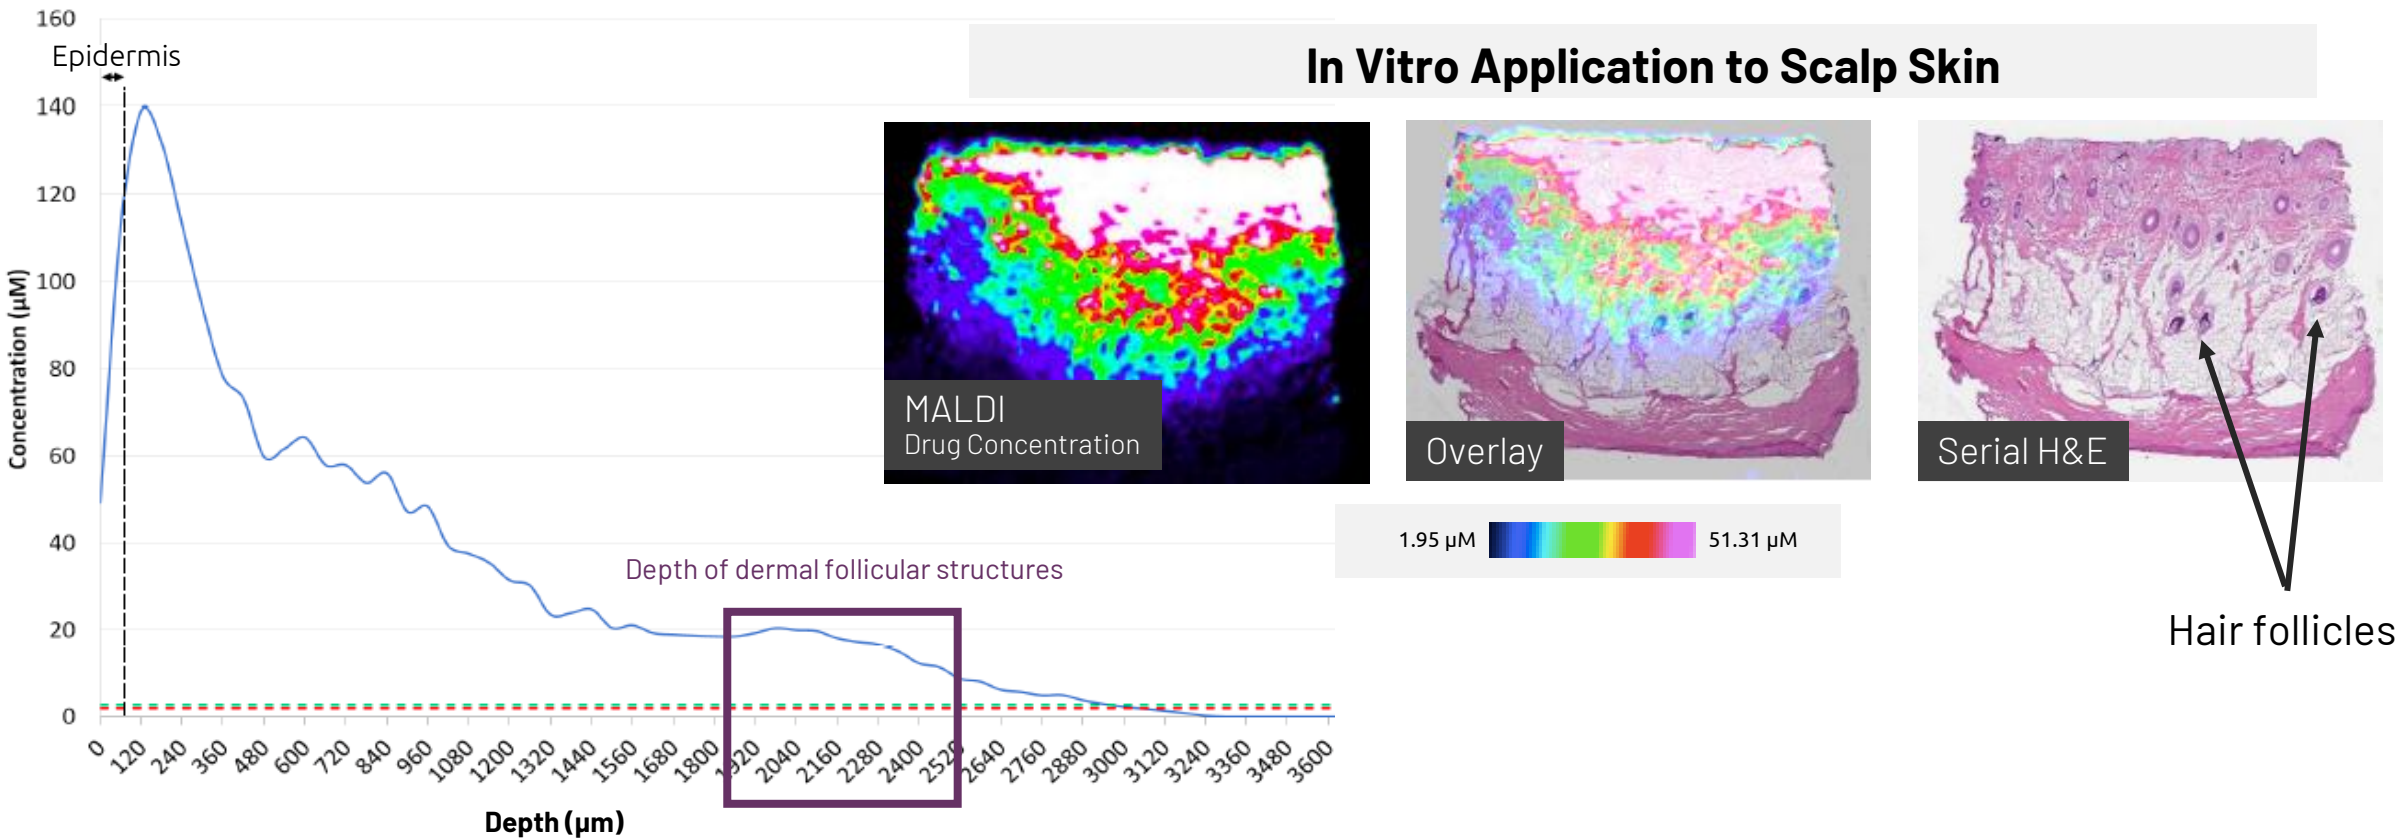 In Vitro Application to Scalp Skin
Epidermis
160
140
120
100
80
60
40
20
0
Concentration (µM)
Depth of dermal follicular structures
0 120 240 360 480 600 720 840 960 1080 1200 1320 1440 1560 1680 1800 1920 2040 2160 2280 2400 2520 2640 2760 2880 3000 3120 3240 3360 3480 3600
Depth (µm)
MALDI
Drug Concentration
Overlay
Serial H&E
1.95 µM
51.31 µM
Hair follicles